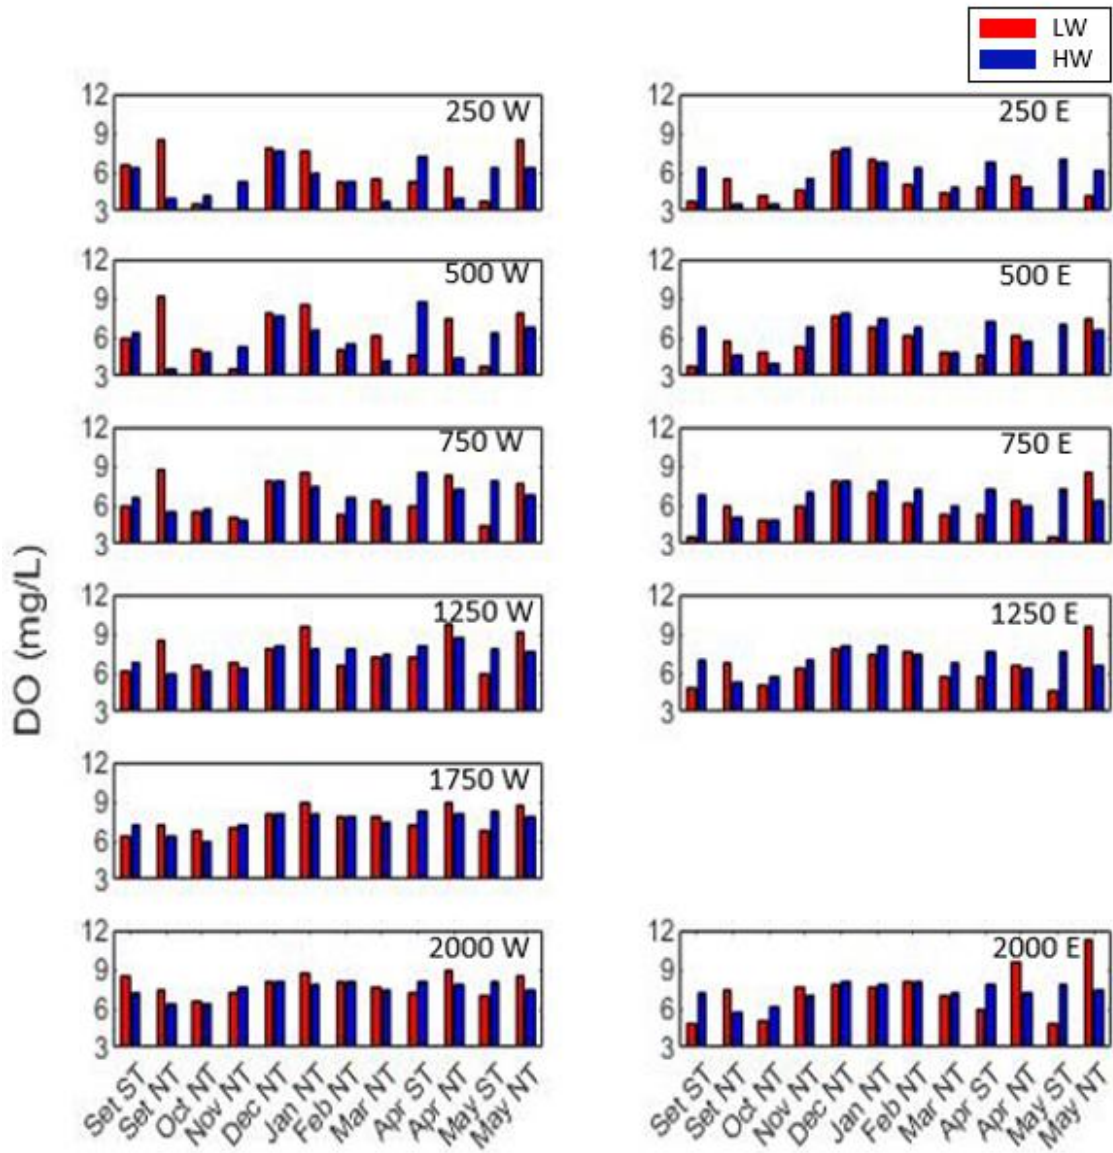 LW
HW
12
9
6
3
250 W
12
9
6
3
250 E
12
9
6
3
500 W
12
9
6
3
500 E
12
9
6
3
750 W
12
9
6
3
750 E
12
9
6
3
1250 W
12
9
6
3
1250 E
12
9
6
3
1750 W
12
9
6
3
2000 W
12
9
6
3
2000 E
DO (mg/L)
Set ST
Set NT
Oct NT
Nov NT
Dec NT
Jan NT
Feb NT
Mar NT
Apr ST
Apr NT
May ST
May NT
Set ST
Set NT
Oct NT
Nov NT
Dec NT
Jan NT
Feb NT
Mar NT
Apr ST
Apr NT
May ST
May NT